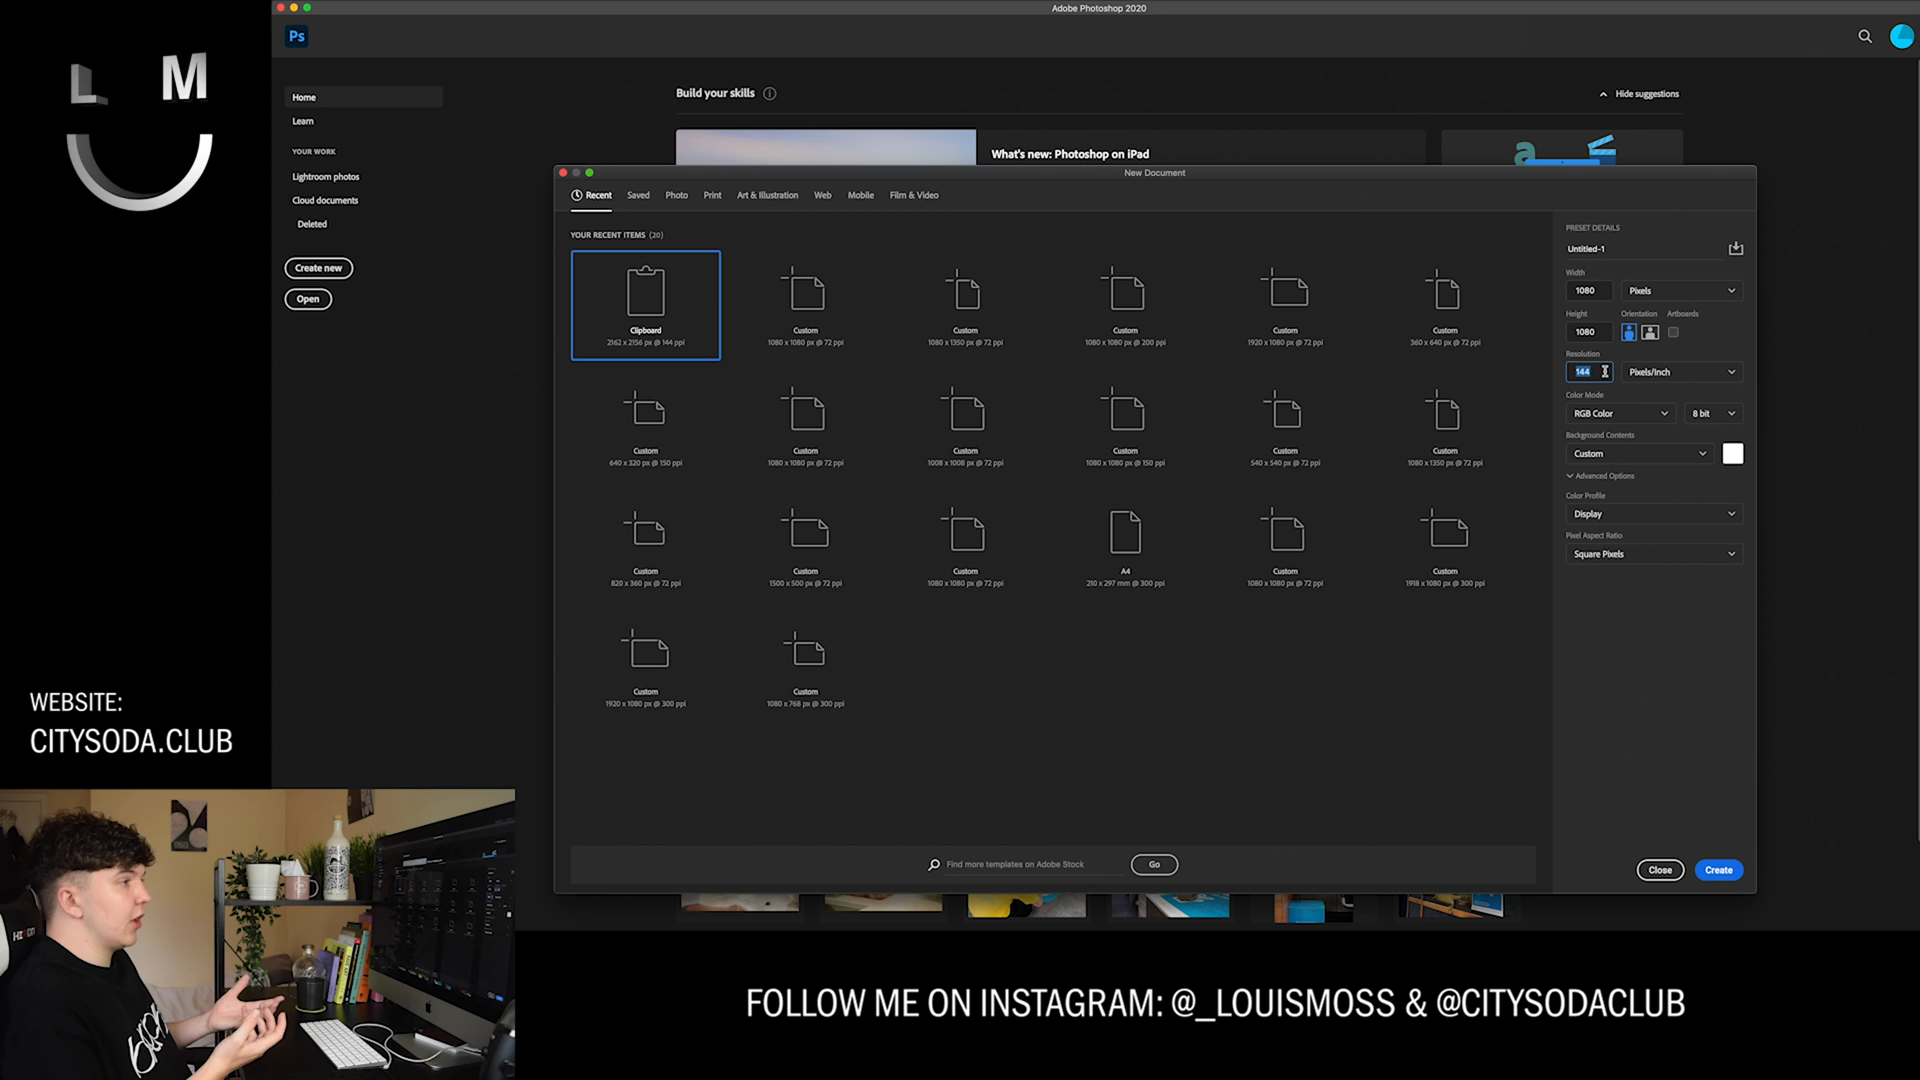 Adobe Photoshop 2020
Ps
L M
Home
Learn
YOUR WORK
Lightroom photos
Cloud documents
Deleted
Create new
Open
Build your skills
Hide suggestions
What's new: Photoshop on iPad
New Document
Recent Saved Photo Print Art & Illustration Web Mobile Film & Video
YOUR RECENT ITEMS (20)
Clipboard
2162 x 2156 px @ 144 ppi
Custom
1080 x 1080 px @ 72 ppi
Custom
1080 x 1350 px @ 72 ppi
Custom
1080 x 1080 px @ 200 ppi
Custom
1920 x 1080 px @ 72 ppi
Custom
360 x 640 px @ 72 ppi
Custom
640 x 320 px @ 150 ppi
Custom
1080 x 1080 px @ 72 ppi
Custom
1008 x 1008 px @ 72 ppi
Custom
1080 x 1080 px @ 150 ppi
Custom
540 x 540 px @ 72 ppi
Custom
1080 x 1350 px @ 72 ppi
Custom
820 x 360 px @ 72 ppi
Custom
1500 x 500 px @ 72 ppi
Custom
1080 x 1080 px @ 72 ppi
A4
210 x 297 mm @ 300 ppi
Custom
1080 x 1080 px @ 72 ppi
Custom
1918 x 1080 px @ 300 ppi
Custom
1920 x 1080 px @ 300 ppi
Custom
1080 x 768 px @ 300 ppi
Find more templates on Adobe Stock
Go
PRESET DETAILS
Untitled-1
Width
1080 Pixels
Height Orientation Artboards
1080
Resolution
144 Pixels/Inch
Color Mode
RGB Color 8 bit
Background Contents
Custom
Advanced Options
Color Profile
Display
Pixel Aspect Ratio
Square Pixels
Close
Create
WEBSITE:
CITYSODA.CLUB
FOLLOW ME ON INSTAGRAM: @_LOUISMOSS & @CITYSODACLUB